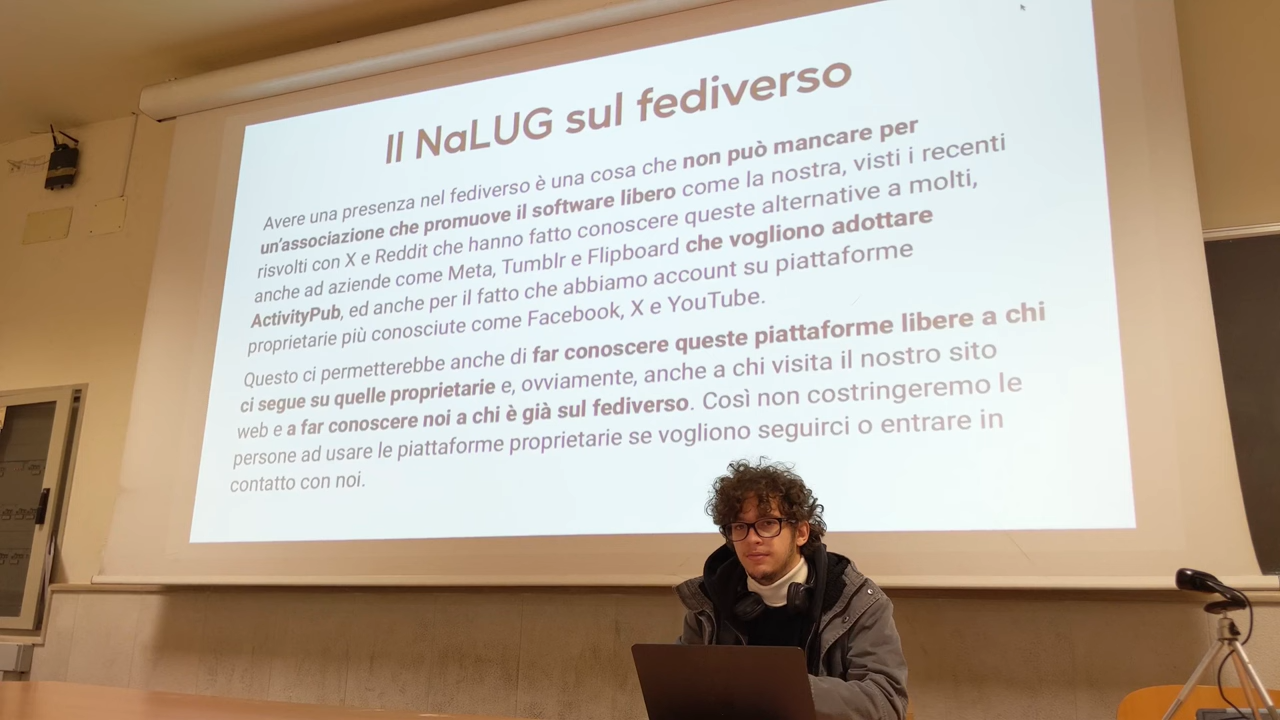 Il NaLUG sul fediverso
Avere una presenza nel fediverso è una cosa che non può mancare per
un'associazione che promuove il software libero come la nostra, visti i recenti
risvolti con X e Reddit che hanno fatto conoscere queste alternative a molti,
anche ad aziende come Meta, Tumblr e Flipboard che vogliono adottare
ActivityPub, ed anche per il fatto che abbiamo account su piattaforme
proprietarie più conosciute come Facebook, X e YouTube.
Questo ci permetterebbe anche di far conoscere queste piattaforme libere a chi
ci segue su quelle proprietarie e, ovviamente, anche a chi visita il nostro sito
web e a far conoscere noi a chi è già sul fediverso. Così non costringeremo le
persone ad usare le piattaforme proprietarie se vogliono seguirci o entrare in
contatto con noi.